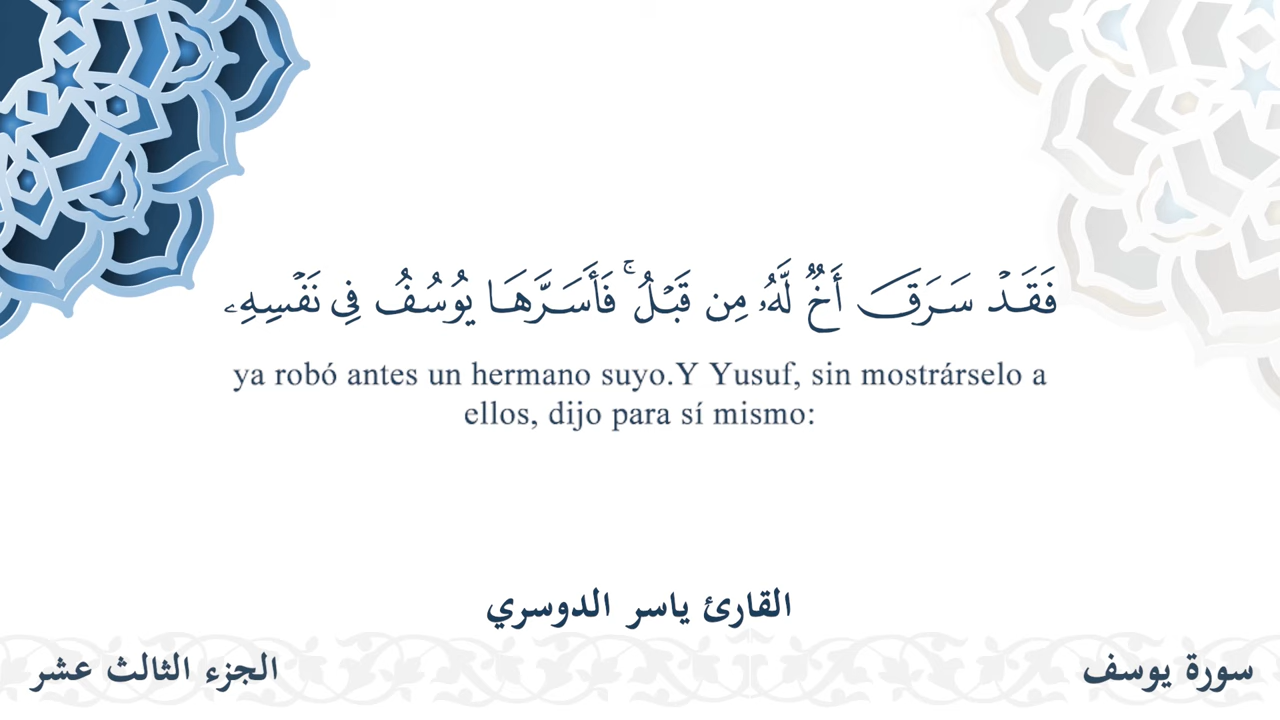 فَقَدۡ سَرَقَ أَخٞ لَّهُۥ مِن قَبۡلُۚ فَأَسَرَّهَا يُوسُفُ فِي نَفۡسِهِۦ
ya robó antes un hermano suyo.Y Yusuf, sin mostrárselo a
ellos, dijo para sí mismo:
القارئ ياسر الدوسري
سورة يوسف
الجزء الثالث عشر